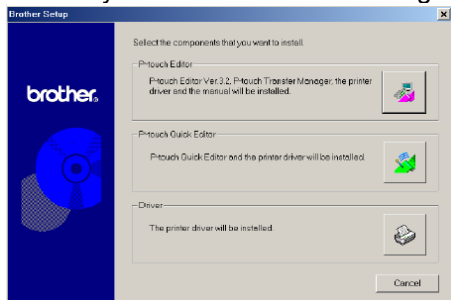 Brother Setup
Select the components that you want to install.
P-touch Editor
P-touch Editor Ver.3.2, P-touch Transfer Manager, the printer
driver and the manual will be installed.
brother
P-touch Quick Editor
P-touch Quick Editor and the printer driver will be installed.
Driver
The printer driver will be installed.
Cancel